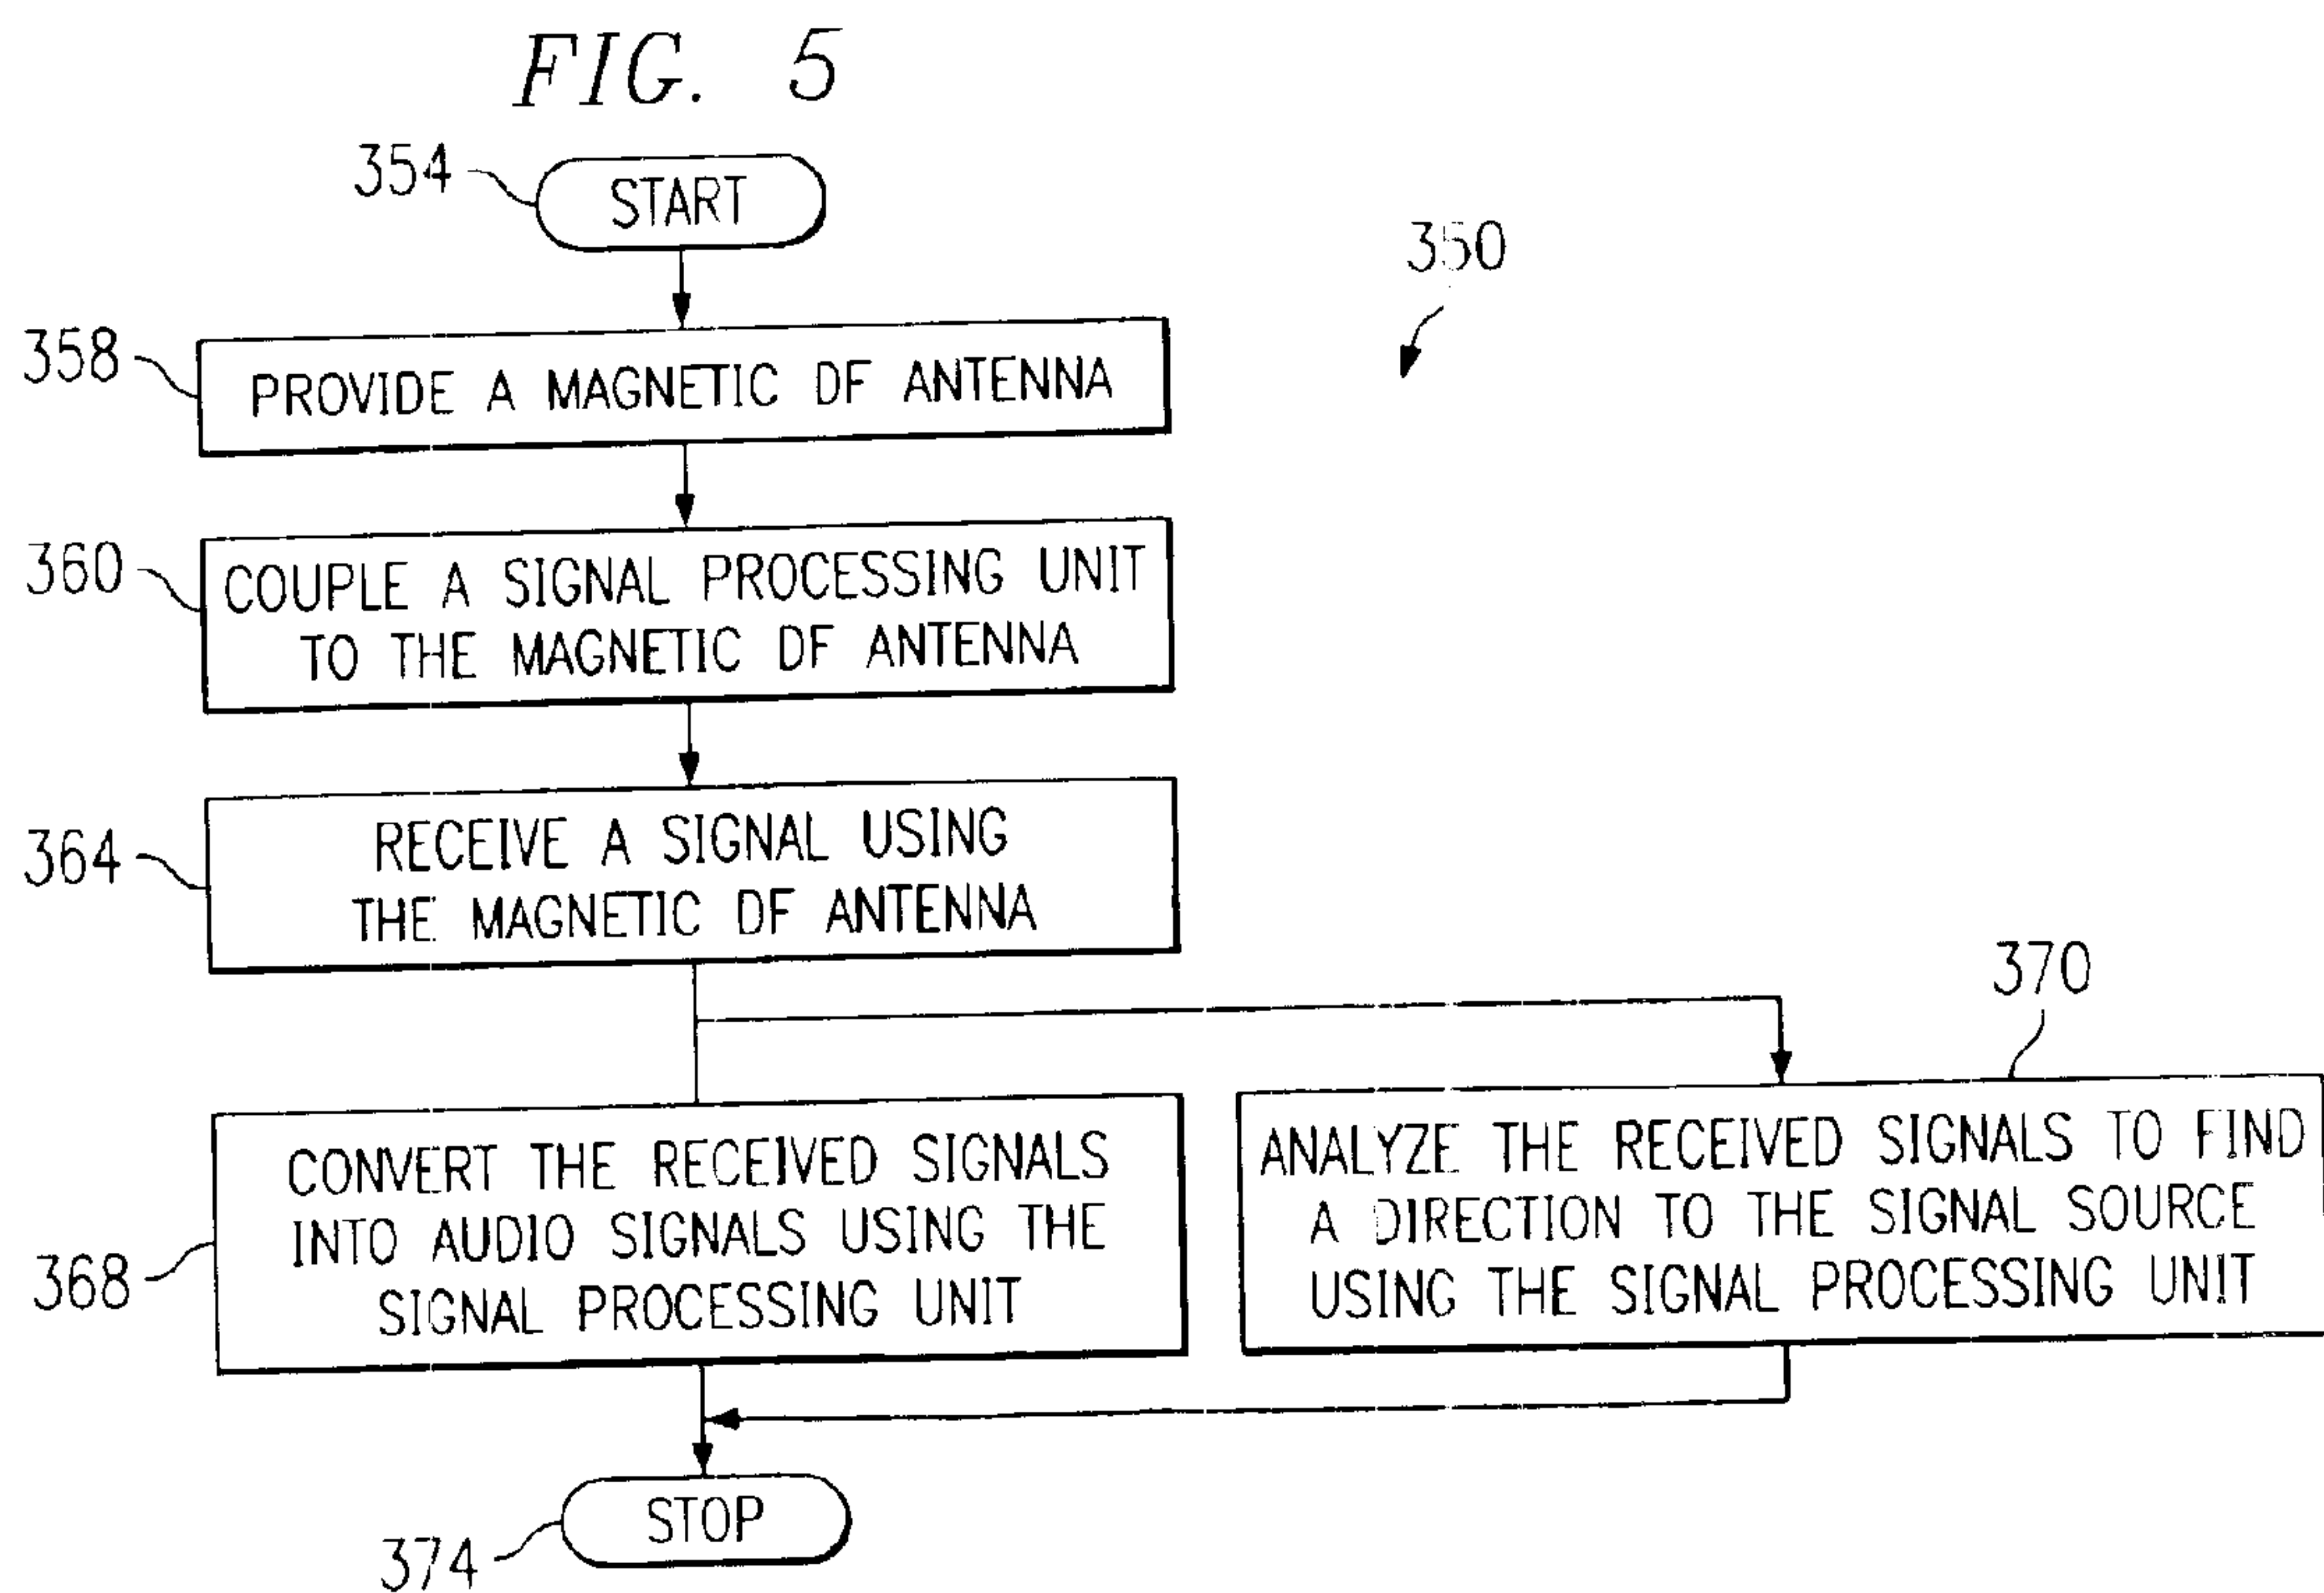 FIG. 5
354
START
350
358
PROVIDE A MAGNETIC DF ANTENNA
360
COUPLE A SIGNAL PROCESSING UNIT
TO THE MAGNETIC DF ANTENNA
364
RECEIVE A SIGNAL USING
THE MAGNETIC DF ANTENNA
370
368
CONVERT THE RECEIVED SIGNALS
INTO AUDIO SIGNALS USING THE
SIGNAL PROCESSING UNIT
ANALYZE THE RECEIVED SIGNALS TO FIND
A DIRECTION TO THE SIGNAL SOURCE
USING THE SIGNAL PROCESSING UNIT
374
STOP